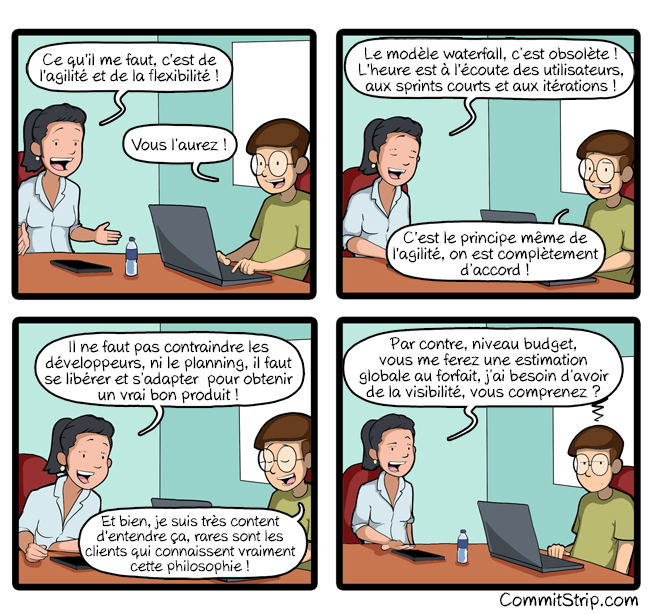 Ce qu'il me faut, c'est de
l'agilité et de la flexibilité !
Vous l'aurez !
Le modèle waterfall, c'est obsolète !
L'heure est à l'écoute des utilisateurs,
aux sprints courts et aux itérations !
C'est le principe même de
l'agilité, on est complètement
d'accord !
Il ne faut pas contraindre les
développeurs, ni le planning, il faut
se libérer et s'adapter pour obtenir
un vrai bon produit !
Et bien, je suis très content
d'entendre ça, rares sont les
clients qui connaissent vraiment
cette philosophie !
Par contre, niveau budget,
vous me ferez une estimation
globale au forfait, j'ai besoin d'avoir
de la visibilité, vous comprenez ?
CommitStrip.com